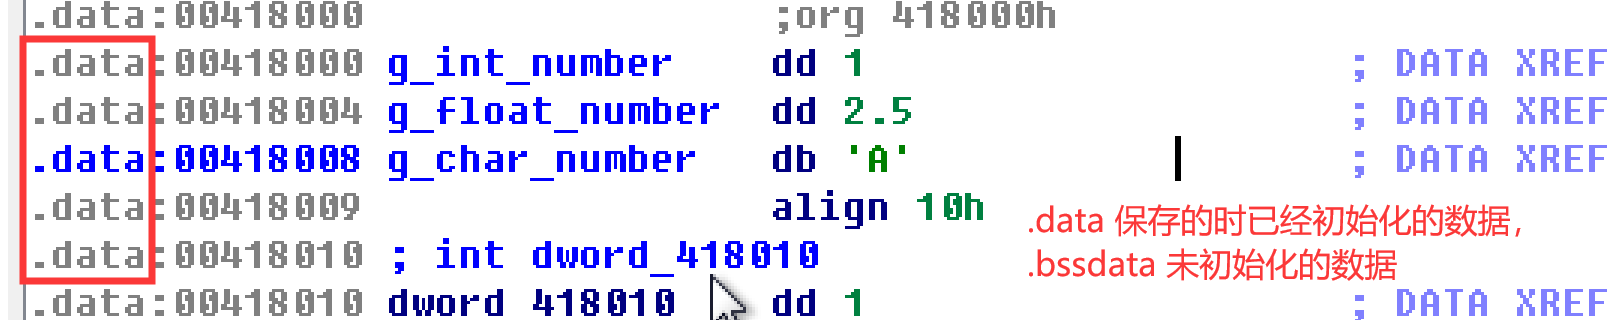 .data:00418000 ;org 418000h
.data:00418000 g_int_number dd 1 ; DATA XREF
.data:00418004 g_float_number dd 2.5 ; DATA XREF
.data:00418008 g_char_number db 'A' ; DATA XREF
.data:00418009 align 10h
.data 保存的时已经初始化的数据，
.data:00418010 ; int dword_418010
.bssdata 未初始化的数据
.data:00418010 dword_418010 dd 1 ; DATA XREF